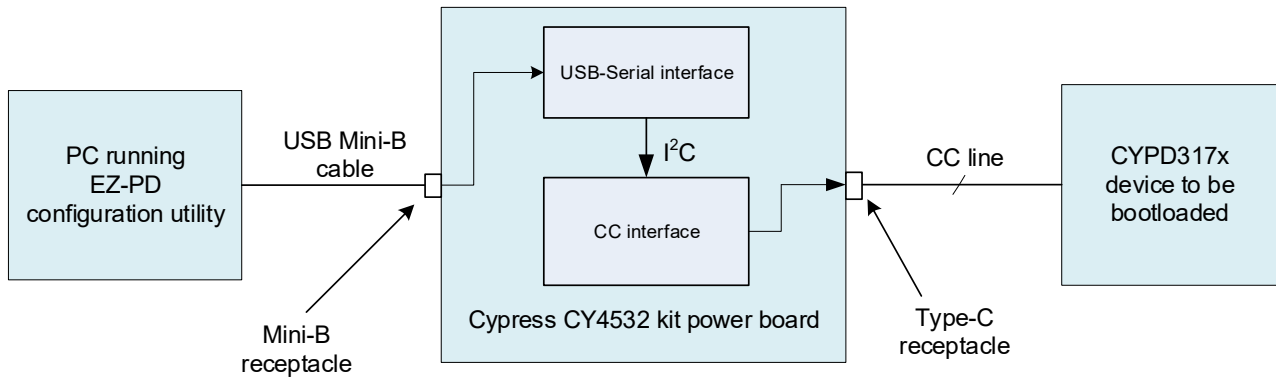 PC running
EZ-PD
configuration utility
USB Mini-B
cable
Mini-B
receptacle
USB-Serial interface
I²C
CC interface
Cypress CY4532 kit power board
CC line
Type-C
receptacle
CYPD317x
device to be
bootloaded